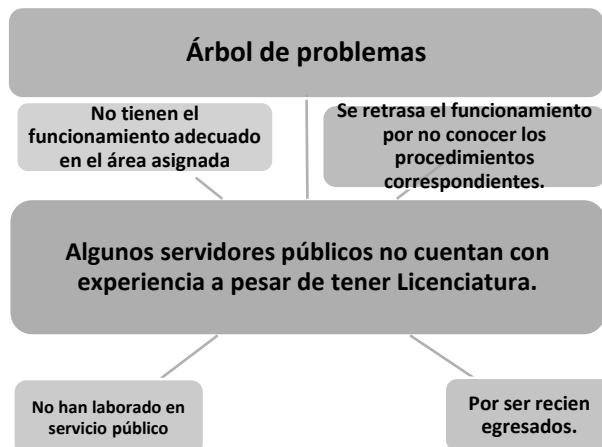 Árbol de problemas
No tienen el
funcionamiento adecuado
en el área asignada
Se retrasa el funcionamiento
por no conocer los
procedimientos
correspondientes.
Algunos servidores públicos no cuentan con
experiencia a pesar de tener Licenciatura.
No han laborado en
servicio público
Por ser recien
egresados.